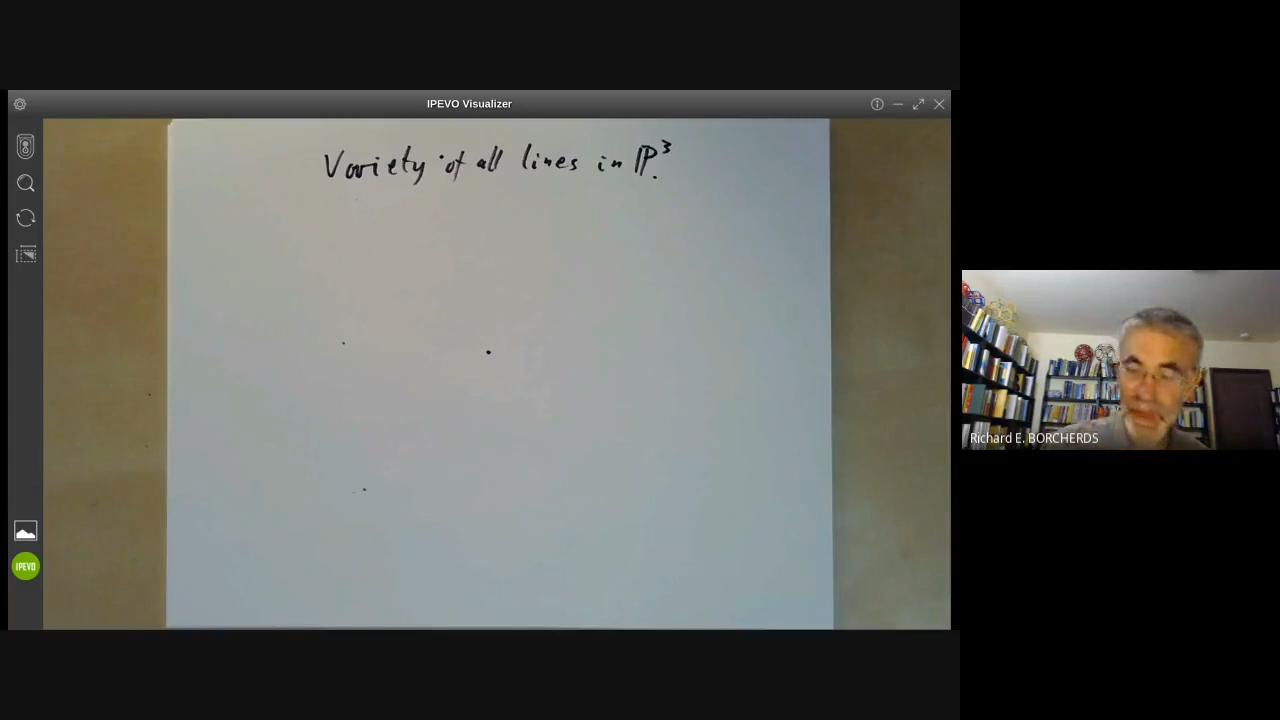 IPEVO Visualizer
Variety of all lines in ℙ³.
IPEVO
Richard E. BORCHERDS